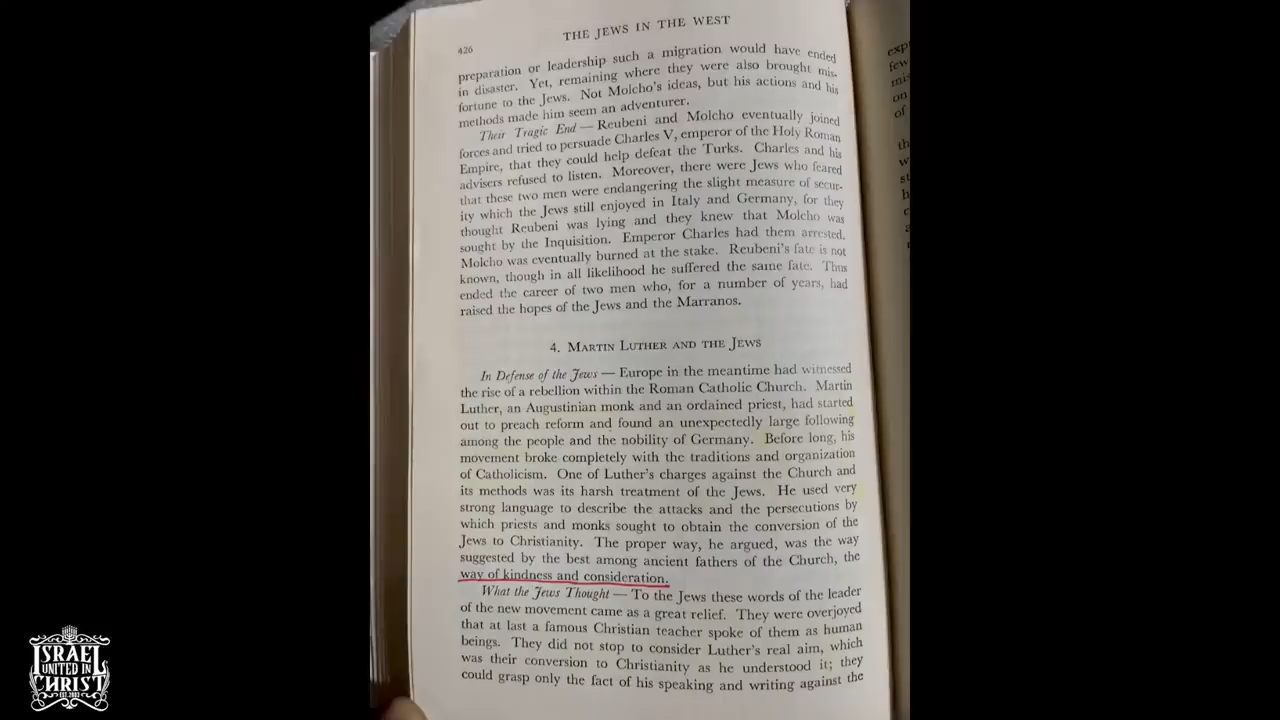 426
THE JEWS IN THE WEST
preparation or leadership such a migration would have ended
in disaster. Yet, remaining where they were also brought mis-
fortune to the Jews. Not Molcho's ideas, but his actions and his
methods made him seem an adventurer.
Their Tragic End — Reubeni and Molcho eventually joined
forces and tried to persuade Charles V, emperor of the Holy Roman
Empire, that they could help defeat the Turks. Charles and his
advisers refused to listen. Moreover, there were Jews who feared
that these two men were endangering the slight measure of secur-
ity which the Jews still enjoyed in Italy and Germany, for they
thought Reubeni was lying and they knew that Molcho was
sought by the Inquisition. Emperor Charles had them arrested.
Molcho was eventually burned at the stake. Reubeni's fate is not
known, though in all likelihood he suffered the same fate. Thus
ended the career of two men who, for a number of years, had
raised the hopes of the Jews and the Marranos.
4. MARTIN LUTHER AND THE JEWS
In Defense of the Jews — Europe in the meantime had witnessed
the rise of a rebellion within the Roman Catholic Church. Martin
Luther, an Augustinian monk and an ordained priest, had started
out to preach reform and found an unexpectedly large following
among the people and the nobility of Germany. Before long, his
movement broke completely with the traditions and organization
of Catholicism. One of Luther's charges against the Church and
its methods was its harsh treatment of the Jews. He used very
strong language to describe the attacks and the persecutions by
which priests and monks sought to obtain the conversion of the
Jews to Christianity. The proper way, he argued, was the way
suggested by the best among ancient fathers of the Church, the
way of kindness and consideration.
What the Jews Thought — To the Jews these words of the leader
of the new movement came as a great relief. They were overjoyed
that at last a famous Christian teacher spoke of them as human
beings. They did not stop to consider Luther's real aim, which
was their conversion to Christianity as he understood it; they
could grasp only the fact of his speaking and writing against the
exp
few
mis
on
of
th
w
st
h
ISRAEL
UNITED IN
CHRIST
EST. 2003